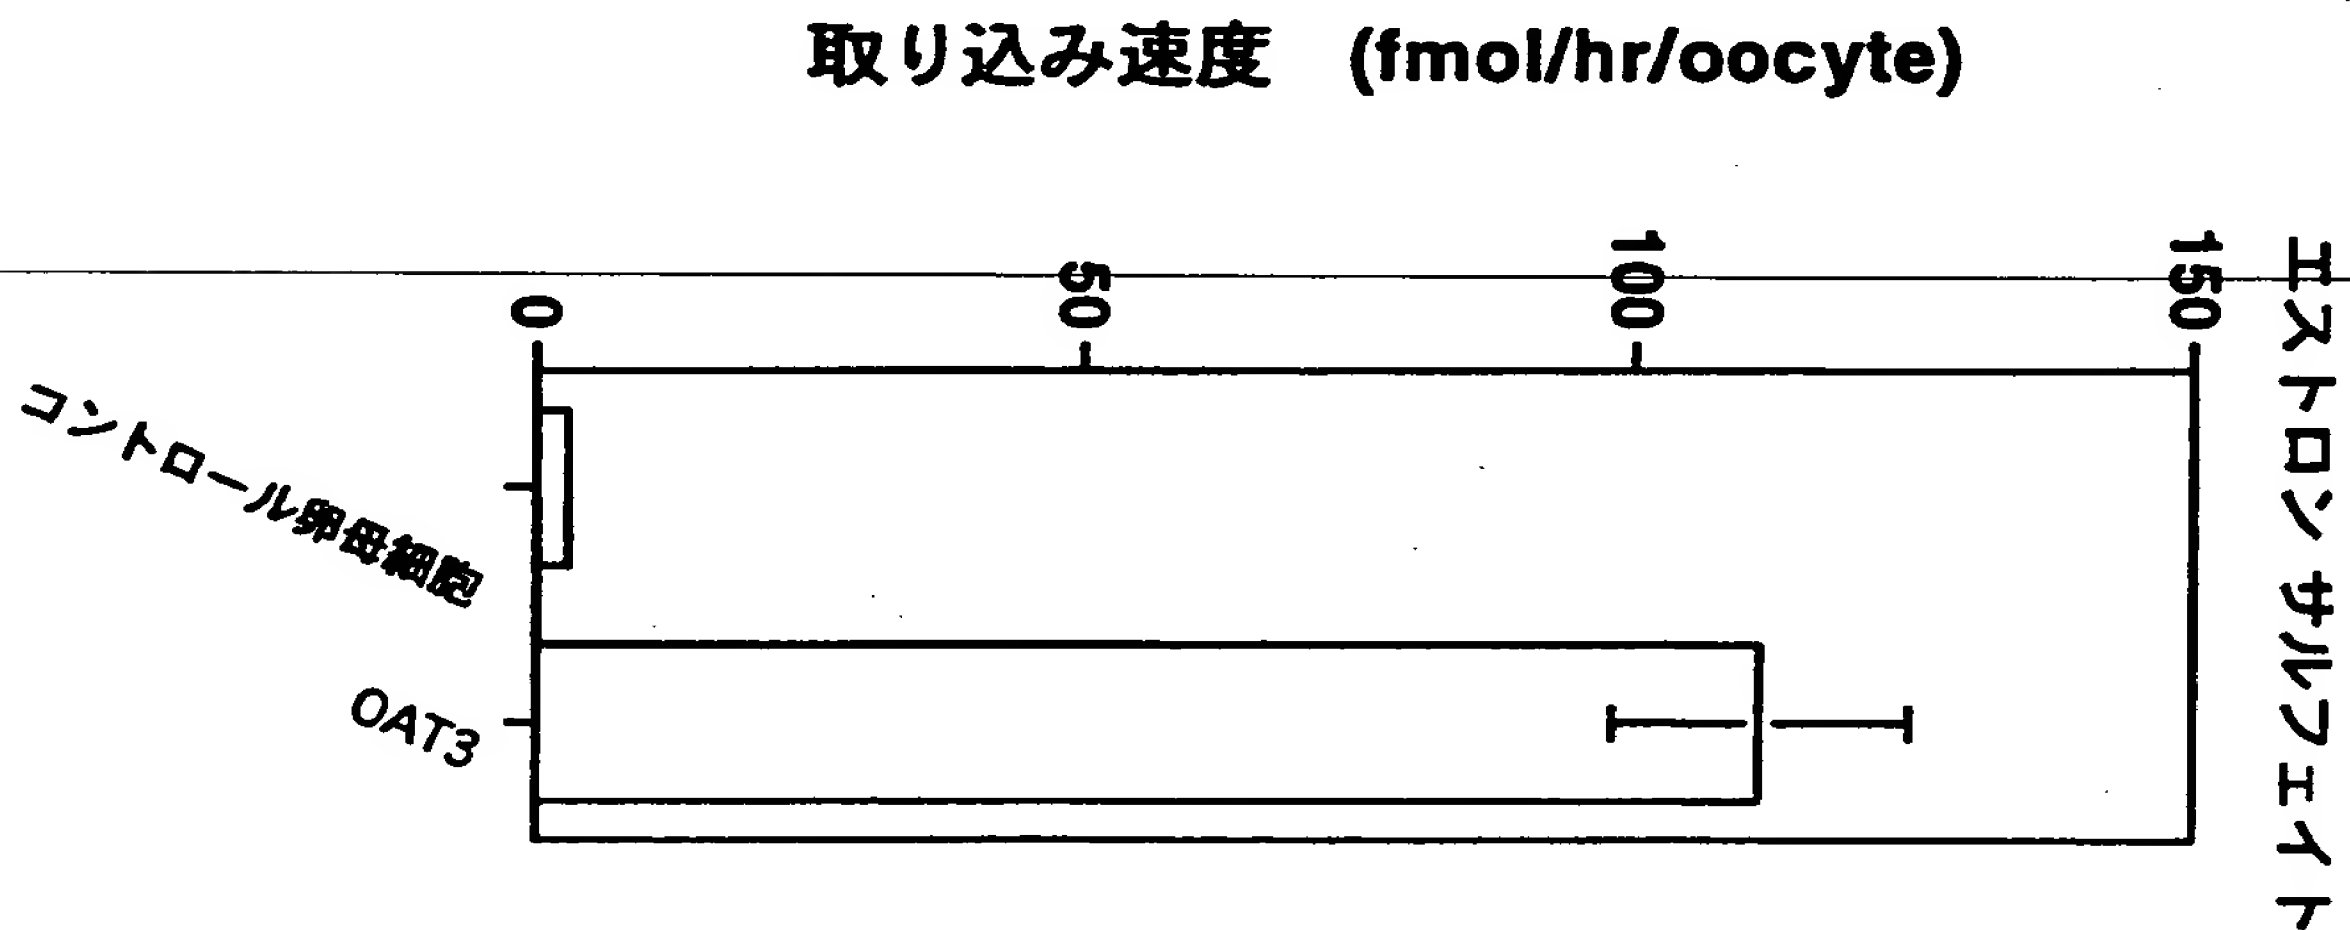 取り込み速度 (fmol/hr/oocyte)
エストロン サルフェイト
0
50
100
150
コントロール卵母細胞
OAT3